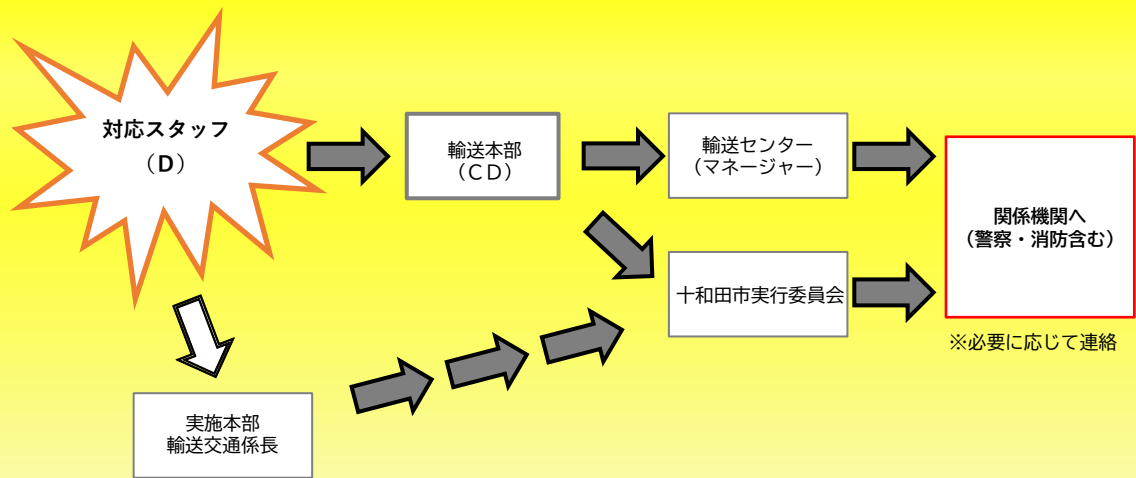 対応スタッフ
（D）
輸送本部
（ＣＤ）
輸送センター
（マネージャー）
関係機関へ
（警察・消防含む）
十和田市実行委員会
※必要に応じて連絡
実施本部
輸送交通係長